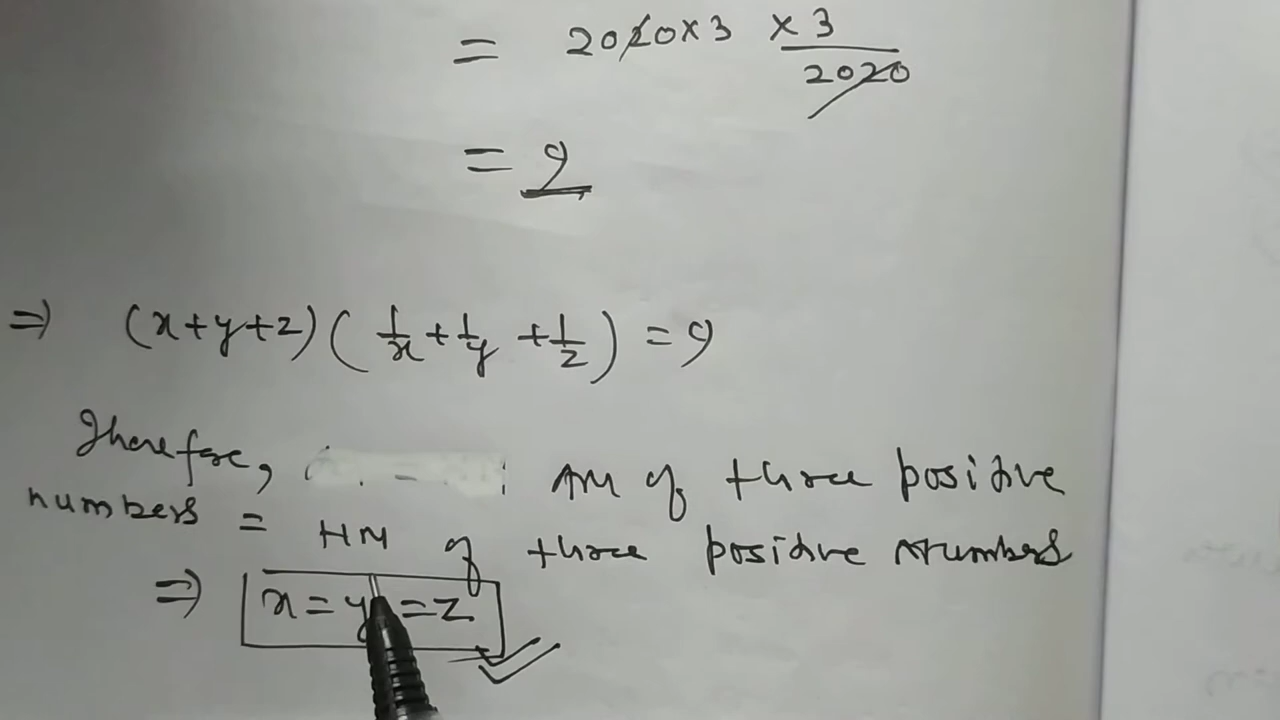 = 2020×3 × 3/2020
= 9
⇒ (x+y+z)(1/x + 1/y + 1/z) = 9
Therefore, AM of three positive
numbers = HM of three positive numbers
⇒ x = y = z